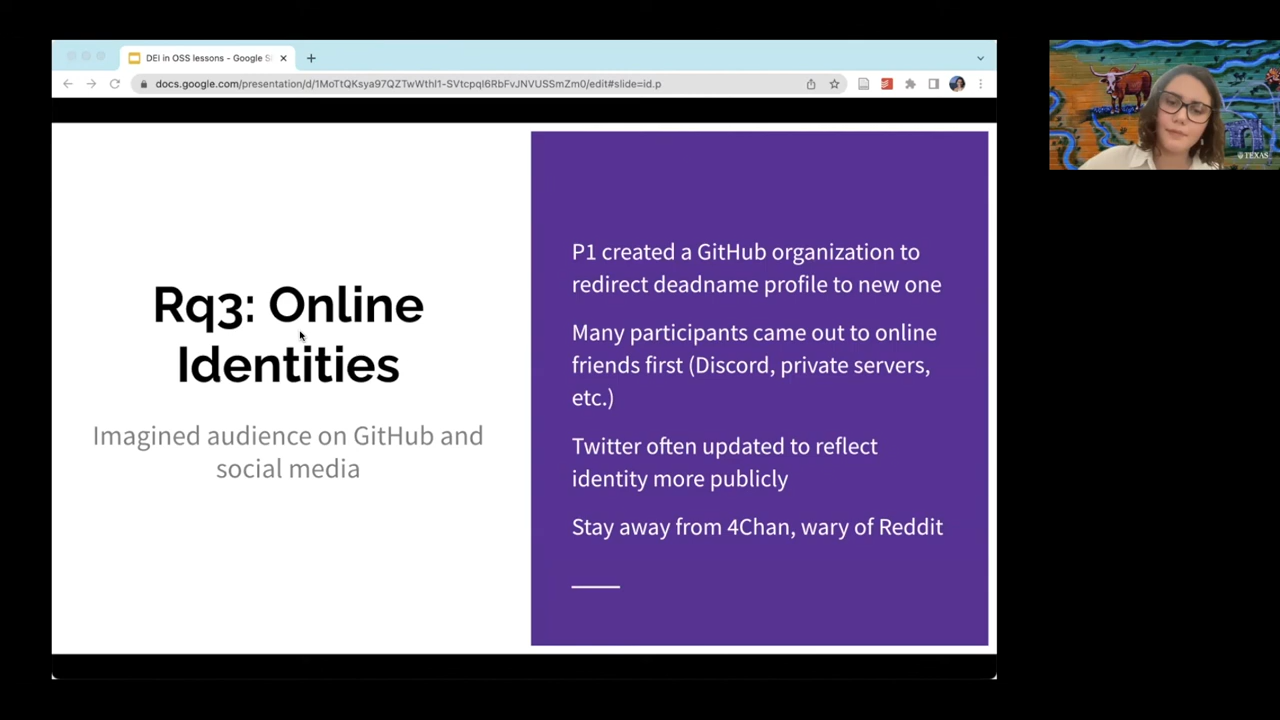 DEI in OSS lessons - Google S
docs.google.com/presentation/d/1MoTtQKsya97QZTwWthI1-SVtcpqI6RbFvJNVUSSmZm0/edit#slide=id.p
TEXAS
Rq3: Online
Identities
Imagined audience on GitHub and
social media
P1 created a GitHub organization to
redirect deadname profile to new one
Many participants came out to online
friends first (Discord, private servers,
etc.)
Twitter often updated to reflect
identity more publicly
Stay away from 4Chan, wary of Reddit